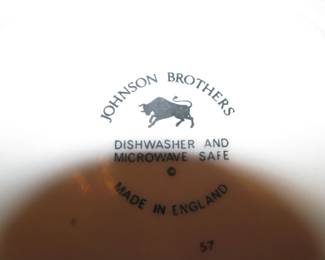 JOHNSON BROTHERS
DISHWASHER AND
MICROWAVE SAFE
©
MADE IN ENGLAND
57